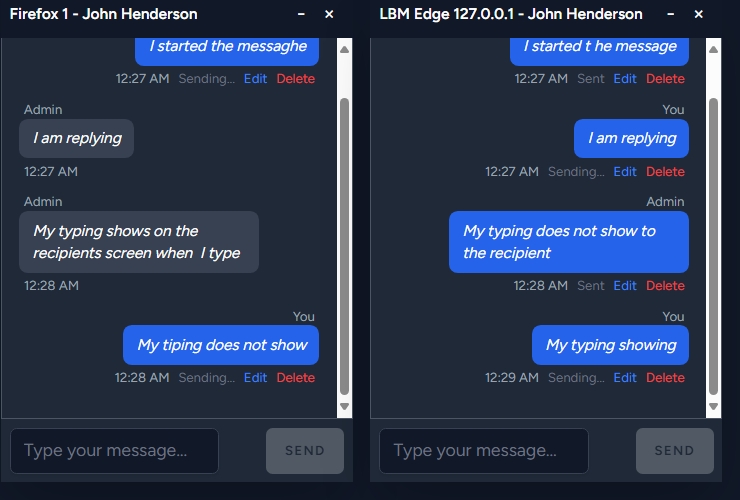 Firefox 1 - John Henderson
I started the messaghe
12:27 AM Sending... Edit Delete
Admin
I am replying
12:27 AM
Admin
My typing shows on the
recipients screen when I type
12:28 AM
You
My tiping does not show
12:28 AM Sending... Edit Delete
Type your message...
SEND
LBM Edge 127.0.0.1 - John Henderson
I started t he message
12:27 AM Sent Edit Delete
You
I am replying
12:27 AM Sending... Edit Delete
Admin
My typing does not show to
the recipient
12:28 AM Sent Edit Delete
You
My typing showing
12:29 AM Sending... Edit Delete
Type your message...
SEND